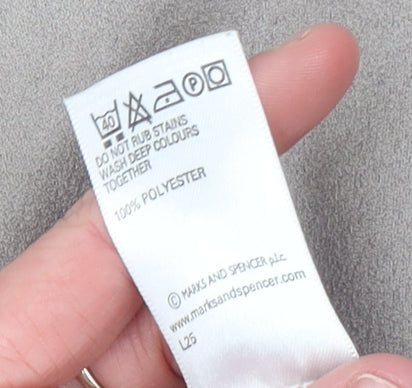 40 P
DO NOT RUB STAINS
WASH DEEP COLOURS
TOGETHER
100% POLYESTER
© MARKS AND SPENCER p.l.c.
www.marksandspencer.com
L25